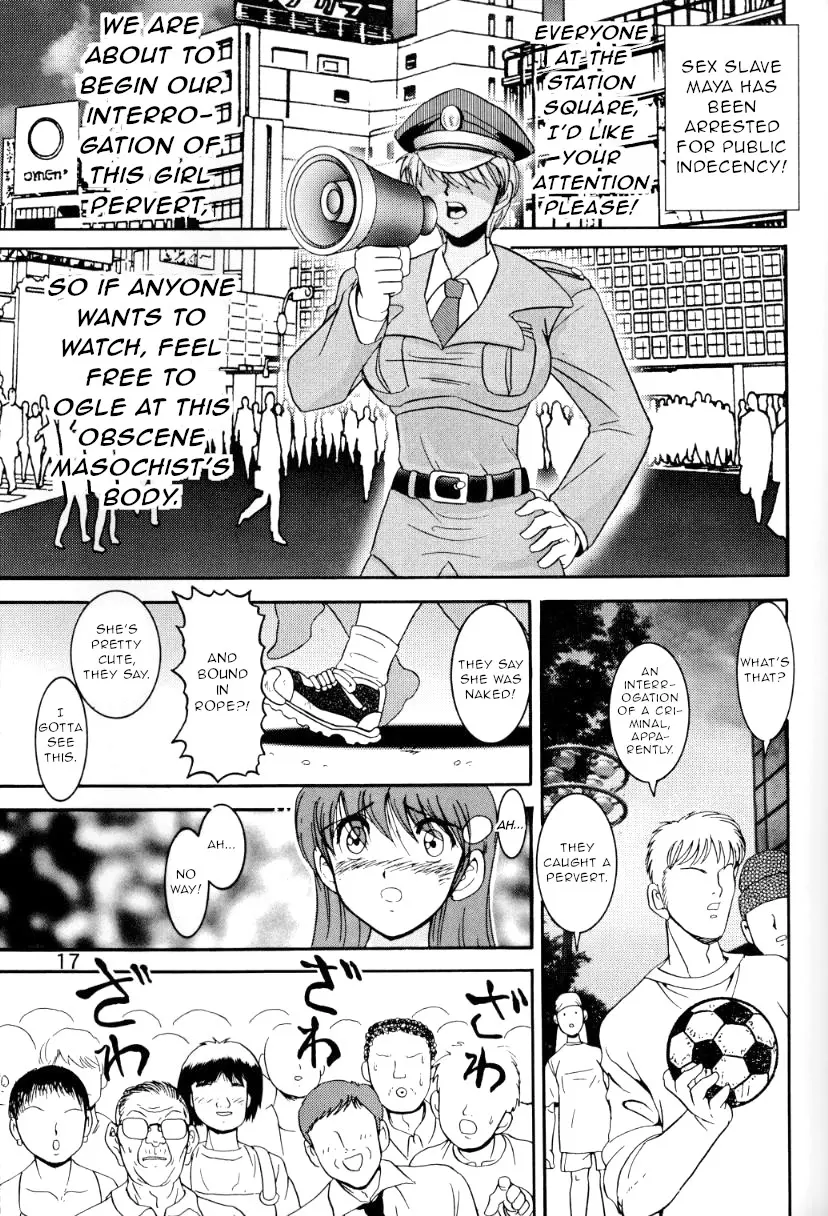 SEX SLAVE
MAYA HAS
BEEN
ARRESTED
FOR PUBLIC
INDECENCY!
EVERYONE
AT THE
STATION
SQUARE,
I'D LIKE
YOUR
ATTENTION
PLEASE!
WE ARE
ABOUT TO
BEGIN OUR
INTERRO-
GATION OF
THIS GIRL
PERVERT,
SO IF ANYONE
WANTS TO
WATCH, FEEL
FREE TO
OGLE AT THIS
OBSCENE
MASOCHIST'S
BODY.
WHAT'S
THAT?
AN
INTERR-
OGATION
OF A CRI-
MINAL,
APPA-
RENTLY.
THEY
CAUGHT A
PERVERT.
THEY SAY
SHE WAS
NAKED!
AND
BOUND
IN
ROPE?!
SHE'S
PRETTY
CUTE,
THEY SAY.
I
GOTTA
SEE
THIS.
AH...
AH...
NO
WAY!
17
ざわ
ざわ
ざわ